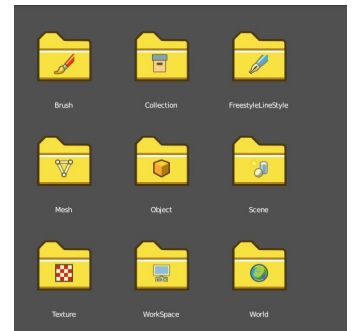 Brush
Collection
FreestyleLineStyle
Mesh
Object
Scene
Texture
WorkSpace
World